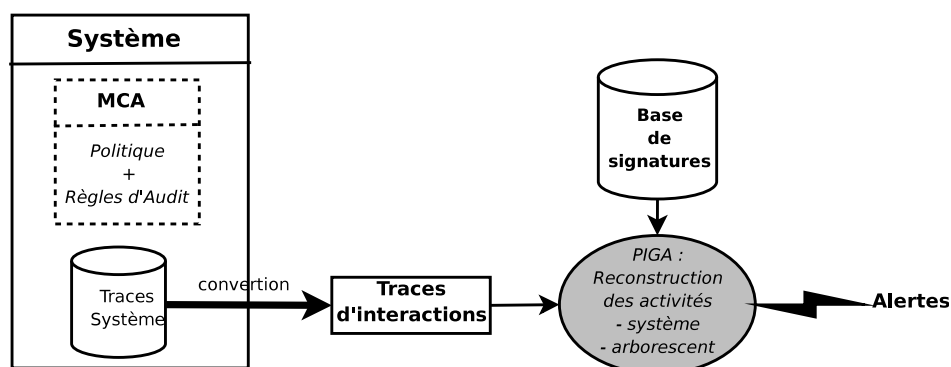 Système
MCA
Politique
+
Règles d'Audit
Traces
Système
convertion
Traces
d'interactions
Base
de
signatures
PIGA :
Reconstruction
des activités
- système
- arborescent
Alertes